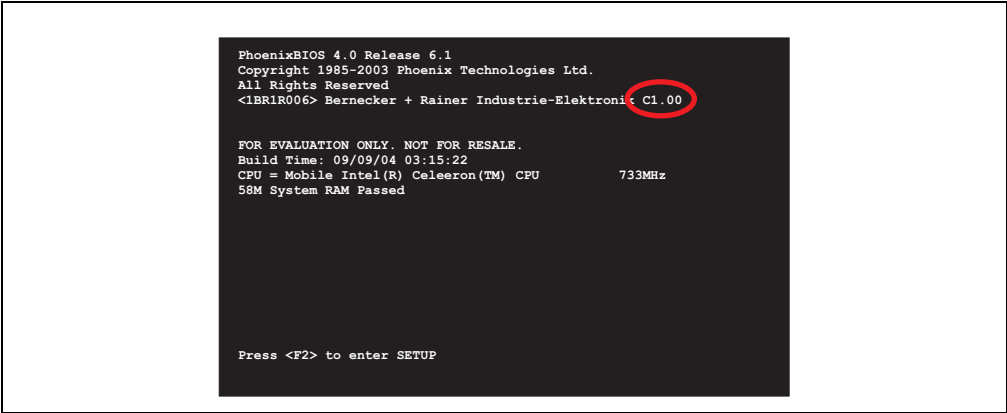 PhoenixBIOS 4.0 Release 6.1
Copyright 1985-2003 Phoenix Technologies Ltd.
All Rights Reserved
<1BR1R006> Bernecker + Rainer Industrie-Elektronik C1.00
FOR EVALUATION ONLY. NOT FOR RESALE.
Build Time: 09/09/04 03:15:22
CPU = Mobile Intel(R) Celeeron(TM) CPU 733MHz
58M System RAM Passed
Press <F2> to enter SETUP